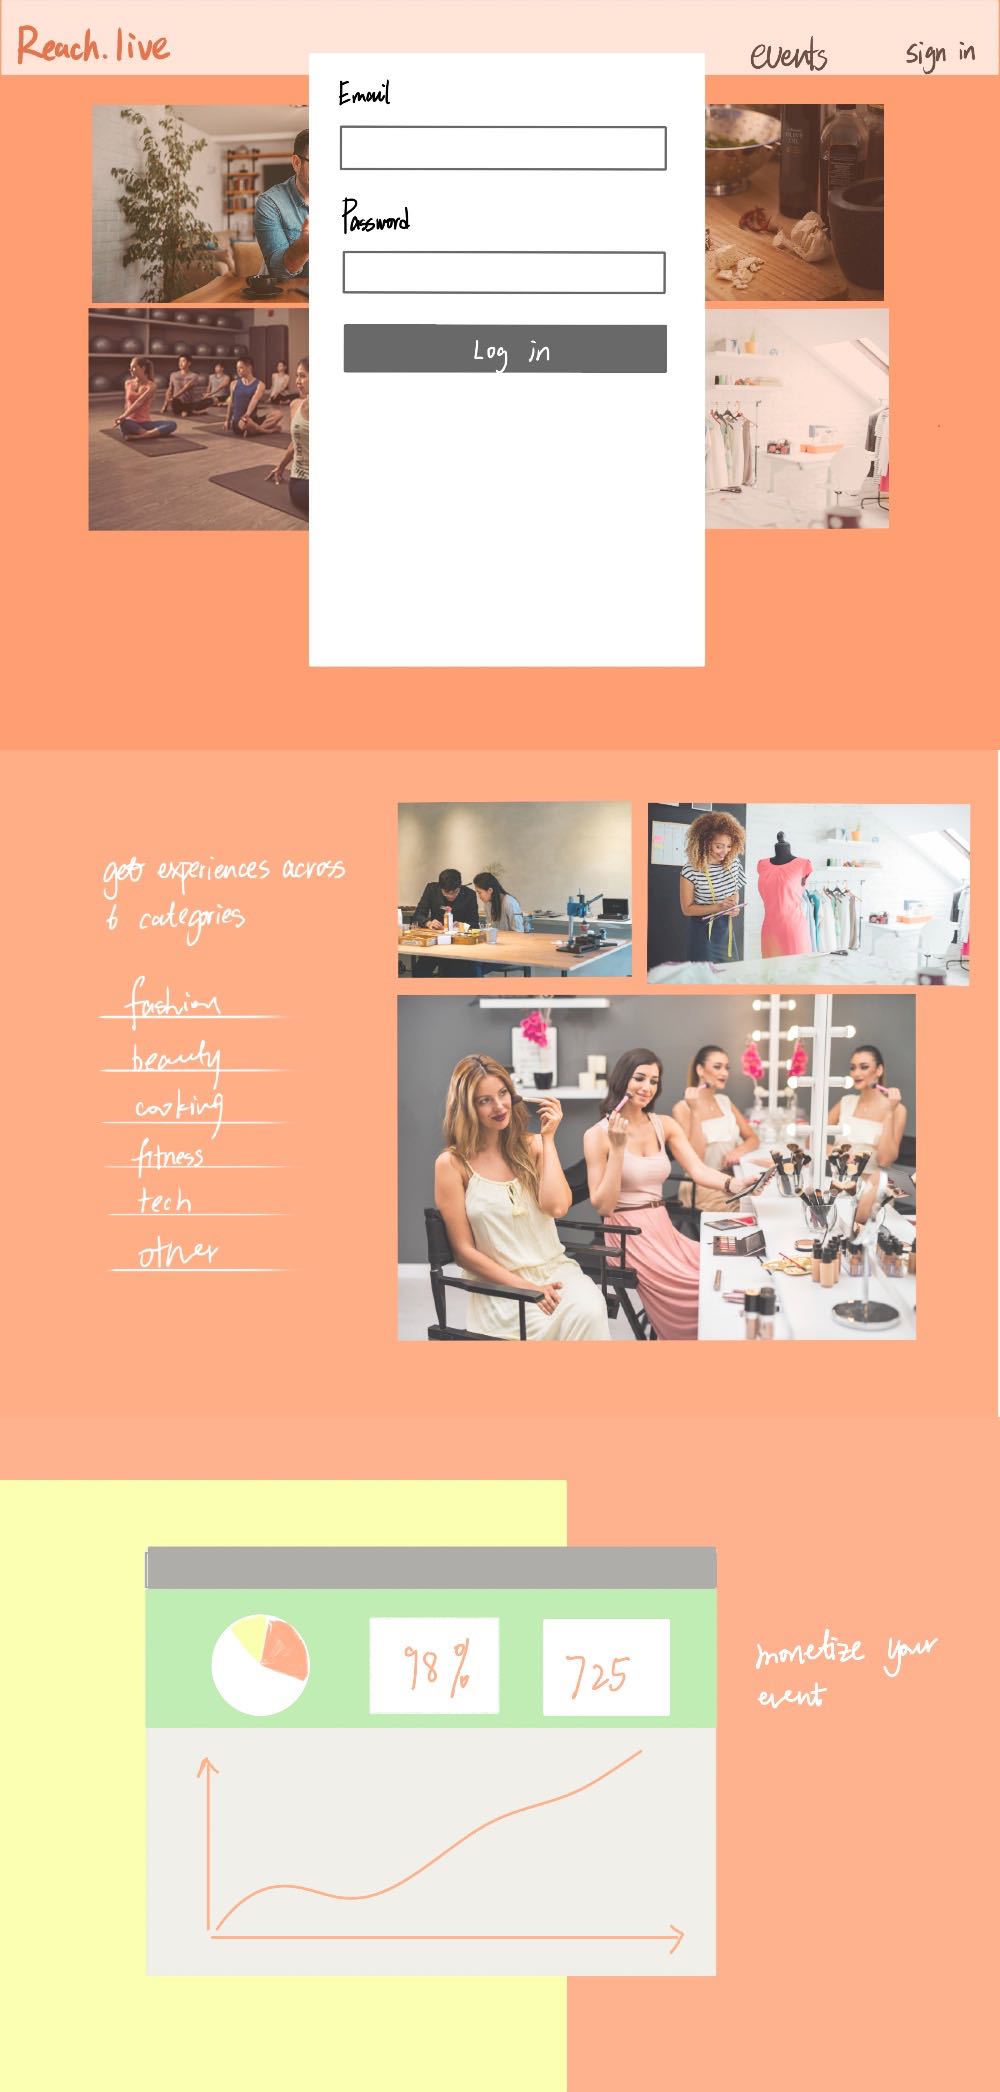 Reach.live
events
sign in
Email
Password
Log in
get experiences across
6 categories
fashion
beauty
cooking
fitness
tech
other
98%
725
monetize your
event